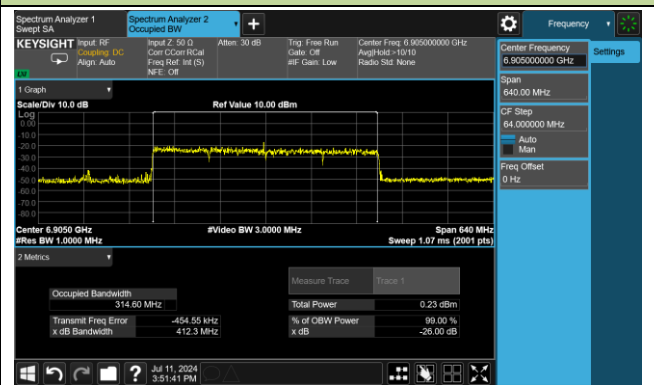 Spectrum Analyzer 1
Swept SA
Spectrum Analyzer 2
Occupied BW
+
Frequency
KEYSIGHT
Input: RF
Coupling: DC
Align: Auto
Input Z: 50 Ω
Corr CCorr RCal
Freq Ref: Int (S)
NFE: Off
Atten: 30 dB
Trig: Free Run
Gate: Off
#IF Gain: Low
Center Freq: 6.905000000 GHz
Avg|Hold:>10/10
Radio Std: None
Center Frequency
6.905000000 GHz
Settings
Span
640.00 MHz
CF Step
64.000000 MHz
Auto
Man
Freq Offset
0 Hz
1 Graph
Scale/Div 10.0 dB
Ref Value 10.00 dBm
Log
0.00
-10.0
-20.0
-30.0
-40.0
-50.0
-60.0
-70.0
-80.0
Center 6.9050 GHz
#Video BW 3.0000 MHz
Span 640 MHz
#Res BW 1.0000 MHz
Sweep 1.07 ms (2001 pts)
2 Metrics
Measure Trace
Trace 1
Occupied Bandwidth
314.60 MHz
Total Power
0.23 dBm
Transmit Freq Error
-454.55 kHz
% of OBW Power
99.00 %
x dB Bandwidth
412.3 MHz
x dB
-26.00 dB
?
Jul 11, 2024
3:51:41 PM